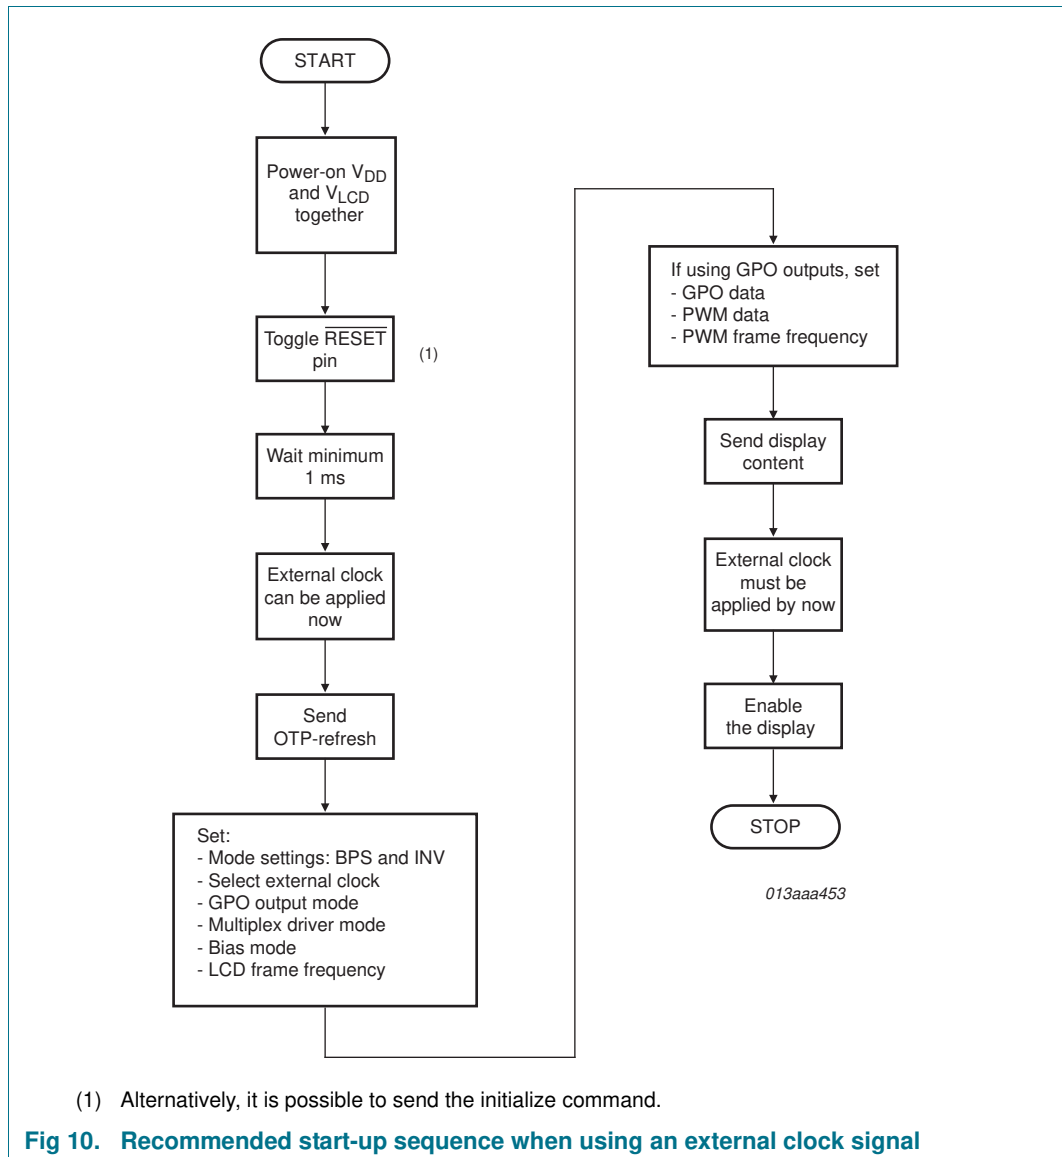 START
Power-on VDD
and VLCD
together
Toggle RESET
pin
(1)
Wait minimum
1 ms
External clock
can be applied
now
Send
OTP-refresh
Set:
- Mode settings: BPS and INV
- Select external clock
- GPO output mode
- Multiplex driver mode
- Bias mode
- LCD frame frequency
If using GPO outputs, set
- GPO data
- PWM data
- PWM frame frequency
Send display
content
External clock
must be
applied by now
Enable
the display
STOP
013aaa453
(1) Alternatively, it is possible to send the initialize command.
Fig 10. Recommended start-up sequence when using an external clock signal